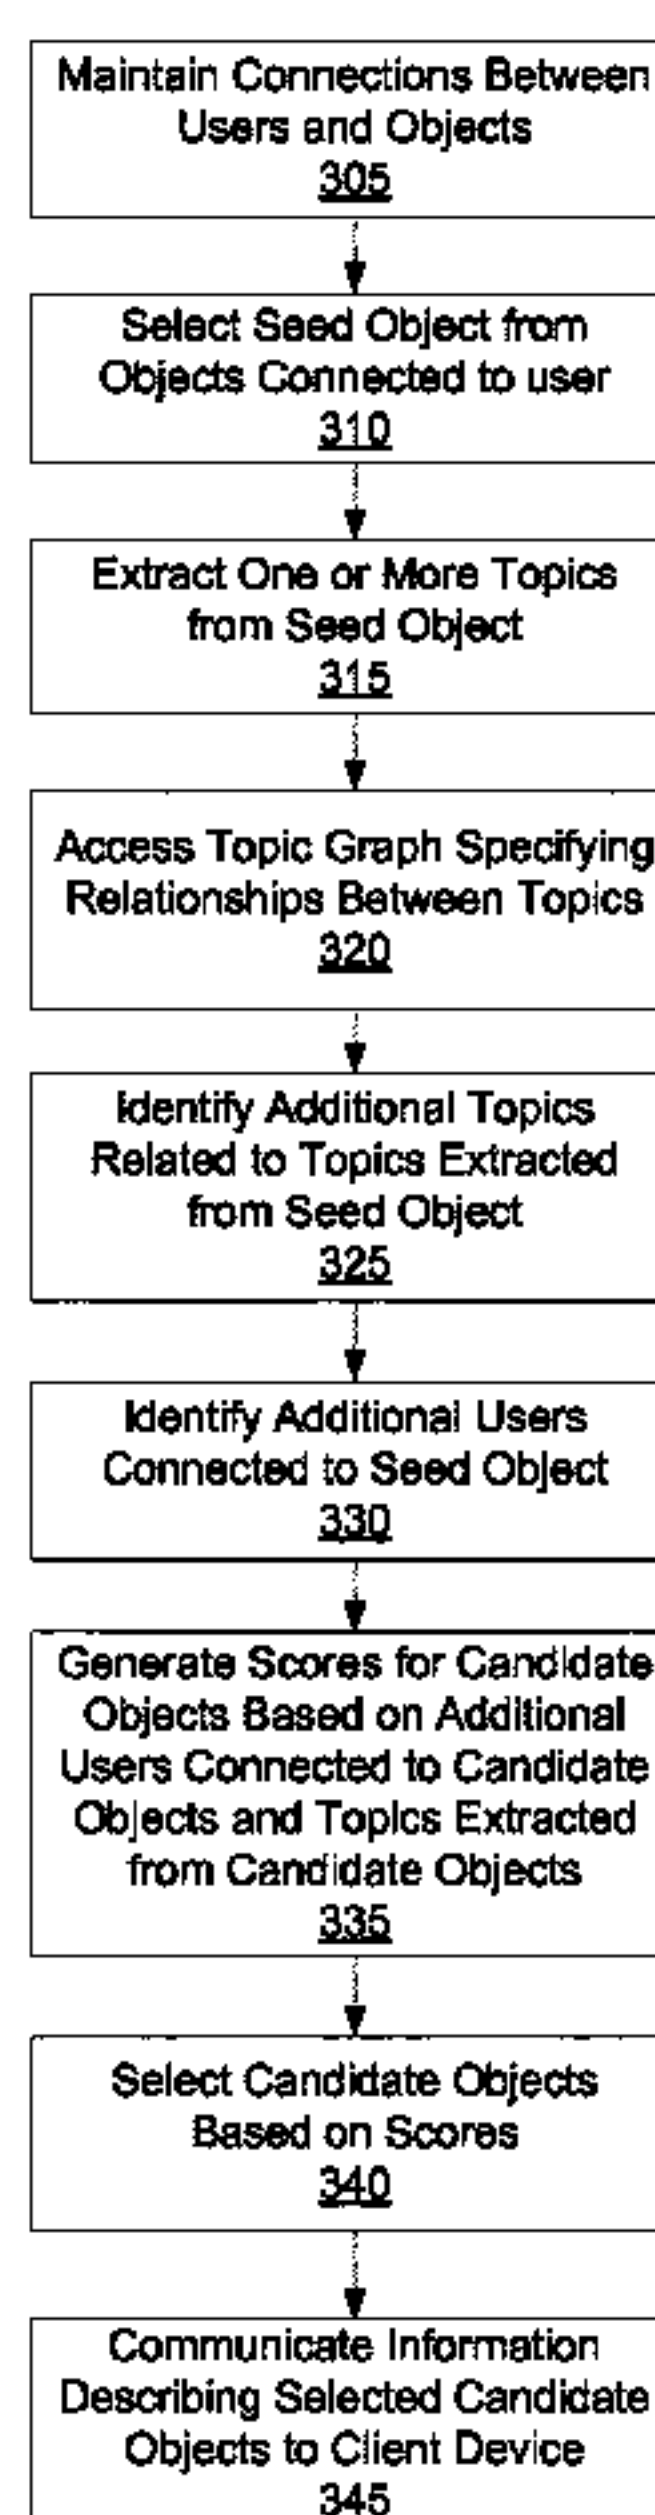 Maintain Connections Between
Users and Objects
305
Select Seed Object from
Objects Connected to user
310
Extract One or More Topics
from Seed Object
315
Access Topic Graph Specifying
Relationships Between Topics
320
Identify Additional Topics
Related to Topics Extracted
from Seed Object
325
Identify Additional Users
Connected to Seed Object
330
Generate Scores for Candidate
Objects Based on Additional
Users Connected to Candidate
Objects and Topics Extracted
from Candidate Objects
335
Select Candidate Objects
Based on Scores
340
Communicate Information
Describing Selected Candidate
Objects to Client Device
345